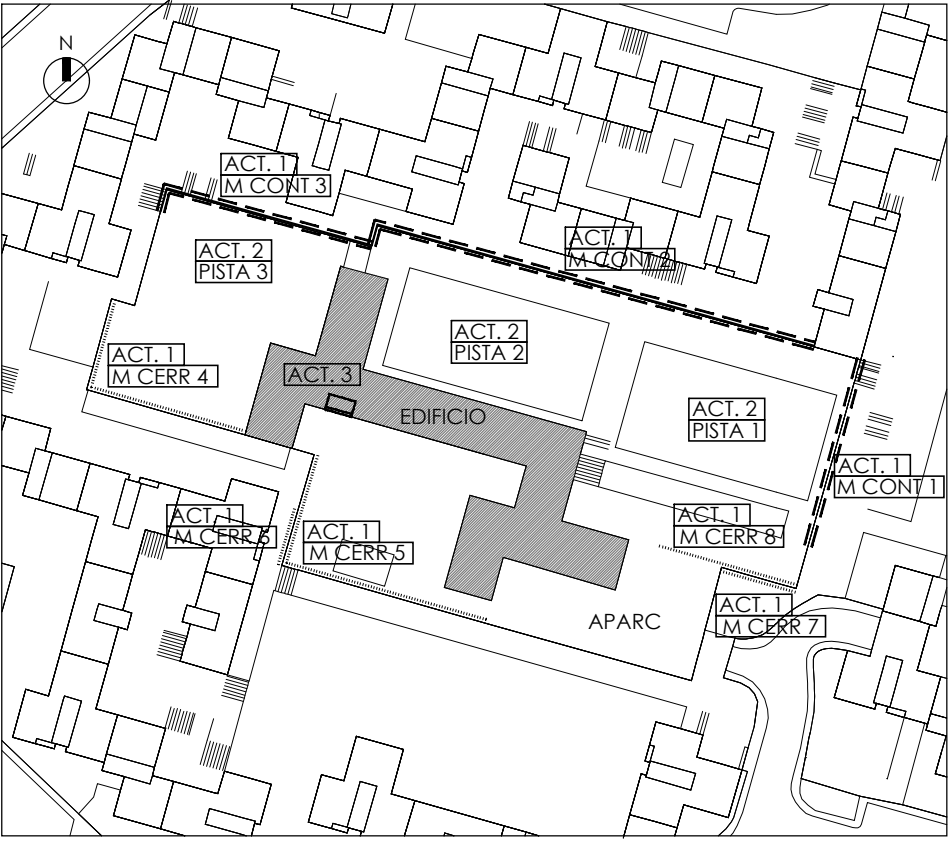 N
ACT. 1
M CONT 3
ACT. 2
PISTA 3
ACT. 1
M CONT 2
ACT. 2
PISTA 2
ACT. 1
M CERR 4
ACT. 3
EDIFICIO
ACT. 2
PISTA 1
ACT. 1
M CONT 1
ACT. 1
M CERR 6
ACT. 1
M CERR 5
ACT. 1
M CERR 8
ACT. 1
M CERR 7
APARC